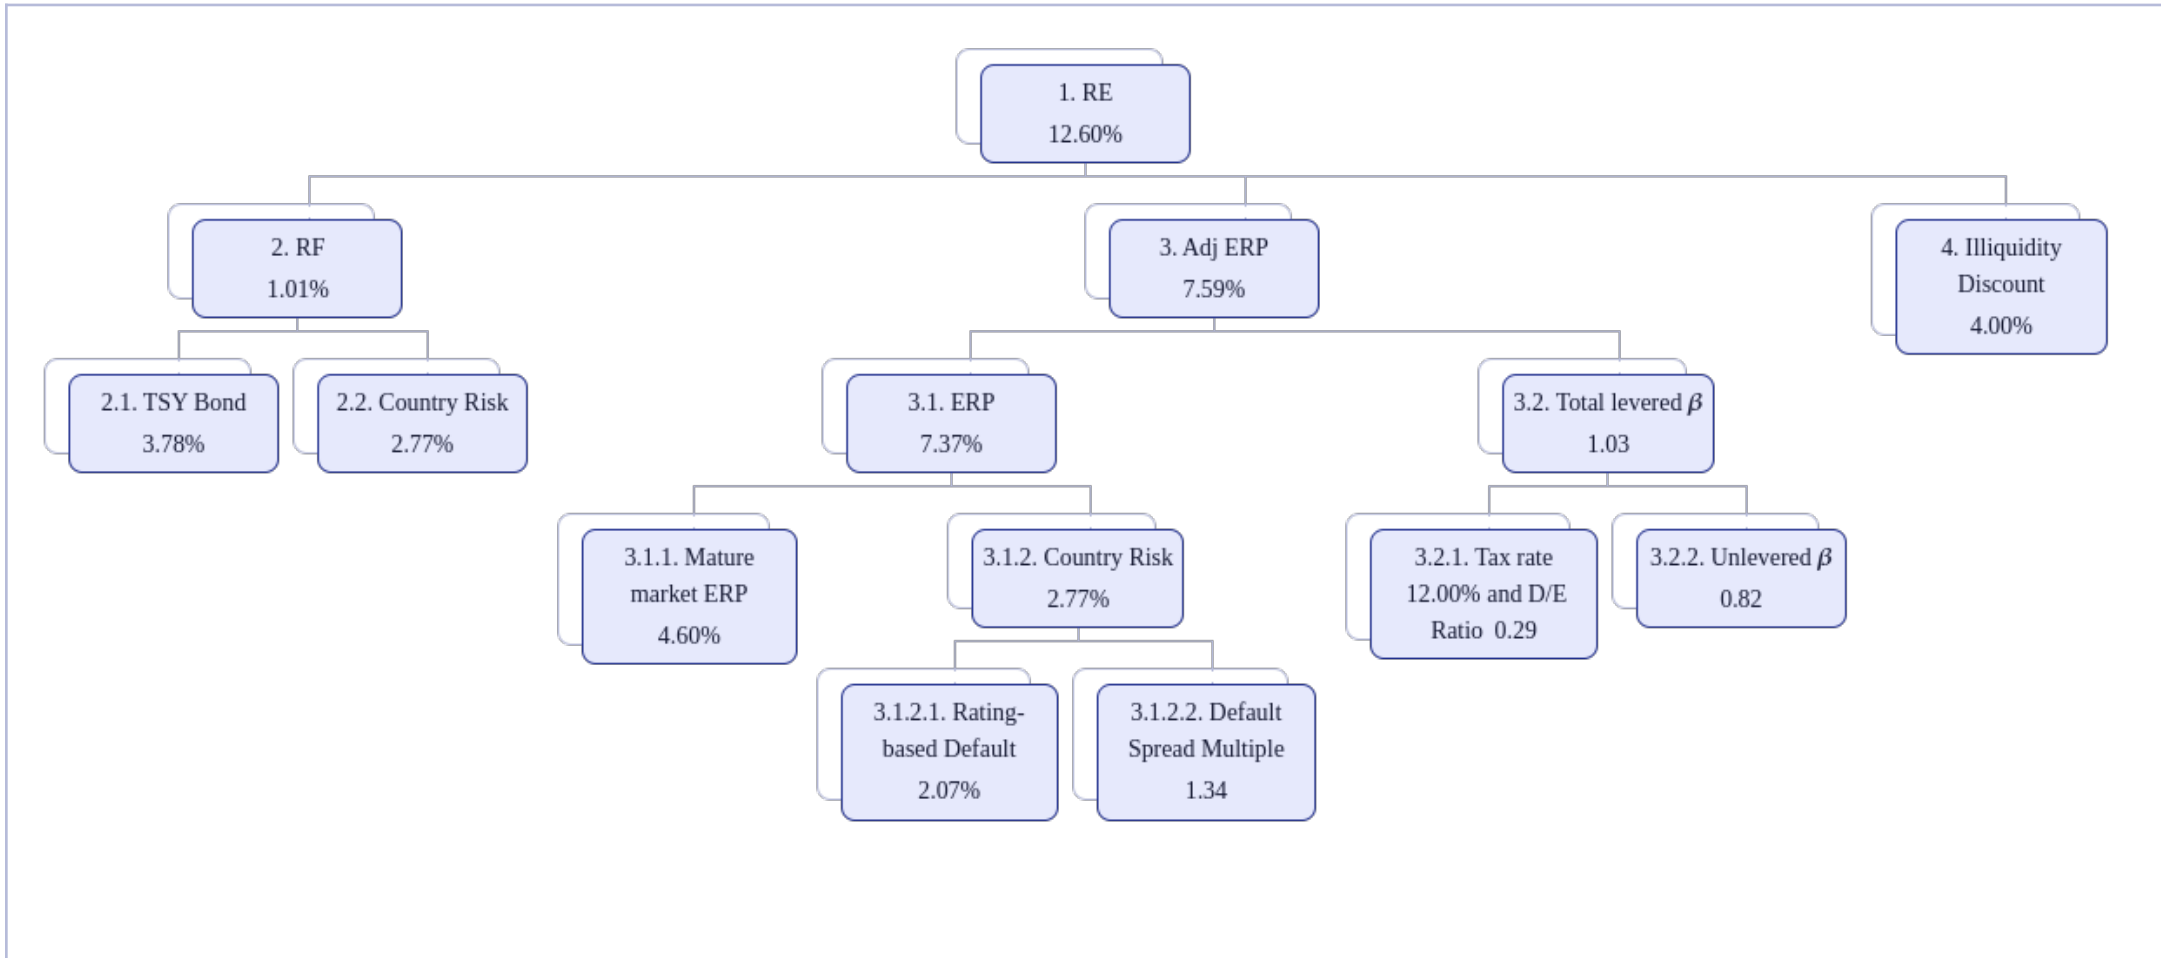 1. RE
12.60%
2. RF
1.01%
3. Adj ERP
7.59%
4. Illiquidity
Discount
4.00%
2.1. TSY Bond
3.78%
2.2. Country Risk
2.77%
3.1. ERP
7.37%
3.2. Total levered β
1.03
3.1.1. Mature
market ERP
4.60%
3.1.2. Country Risk
2.77%
3.2.1. Tax rate
12.00% and D/E
Ratio 0.29
3.2.2. Unlevered β
0.82
3.1.2.1. Rating-
based Default
2.07%
3.1.2.2. Default
Spread Multiple
1.34